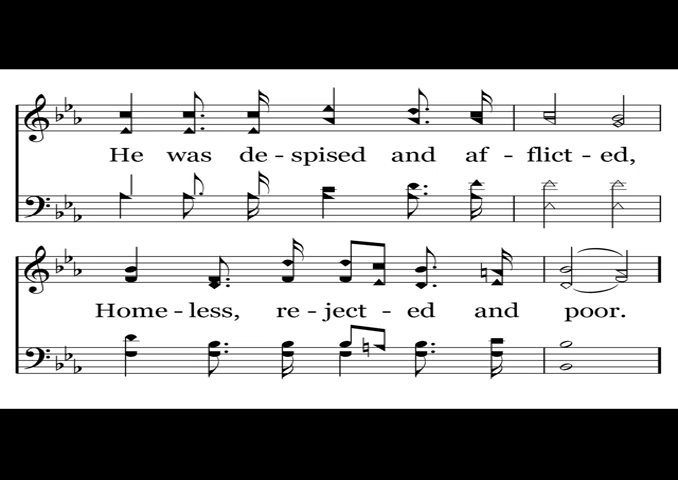 He was de - spised and af - flict - ed,
Home - less, re - ject - ed and poor.